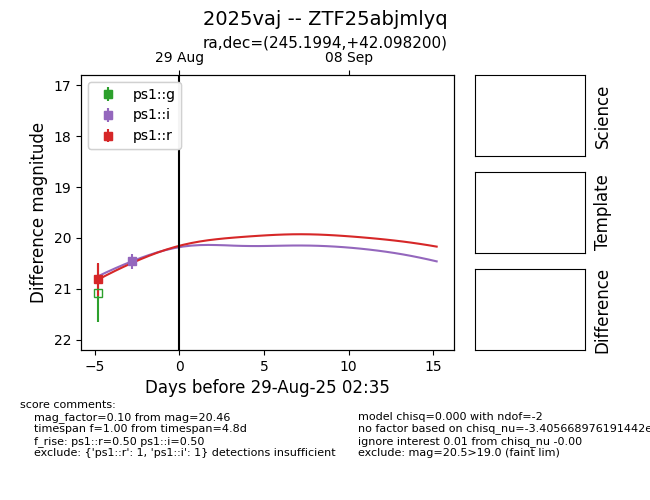 2025vaj -- ZTF25abjmlyq
ra,dec=(245.1994,+42.098200)
29 Aug
08 Sep
17
18
19
20
21
22
Difference magnitude
ps1::g
ps1::i
ps1::r
−5
0
5
10
15
Days before 29-Aug-25 02:35
Science
Template
Difference
score comments:
mag_factor=0.10 from mag=20.46
timespan f=1.00 from timespan=4.8d
f_rise: ps1::r=0.50 ps1::i=0.50
exclude: {'ps1::r': 1, 'ps1::i': 1} detections insufficient
model chisq=0.000 with ndof=-2
no factor based on chisq_nu=-3.405668976191442e
ignore interest 0.01 from chisq_nu -0.00
exclude: mag=20.5>19.0 (faint lim)